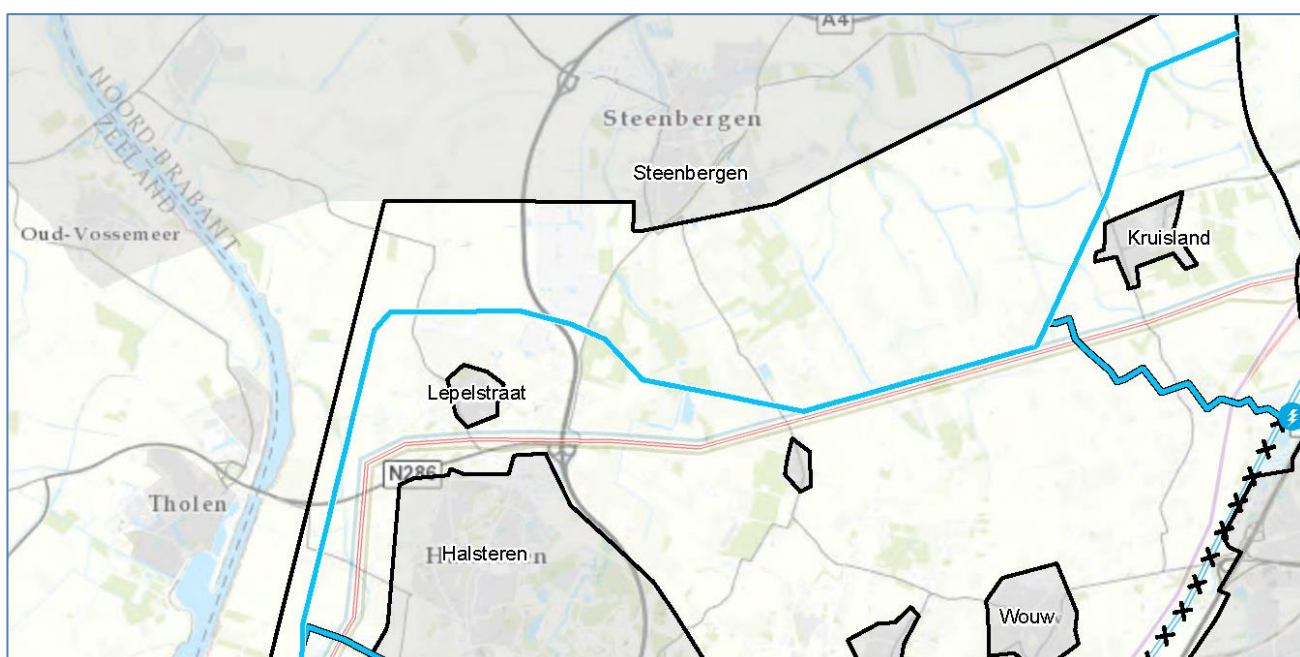 A4
NOORD-BRABANT
ZEELAND
Steenbergen
Steenbergen
Oud-Vossemeer
Kruisland
Lepelstraat
N286
Tholen
Halsteren
Wouw